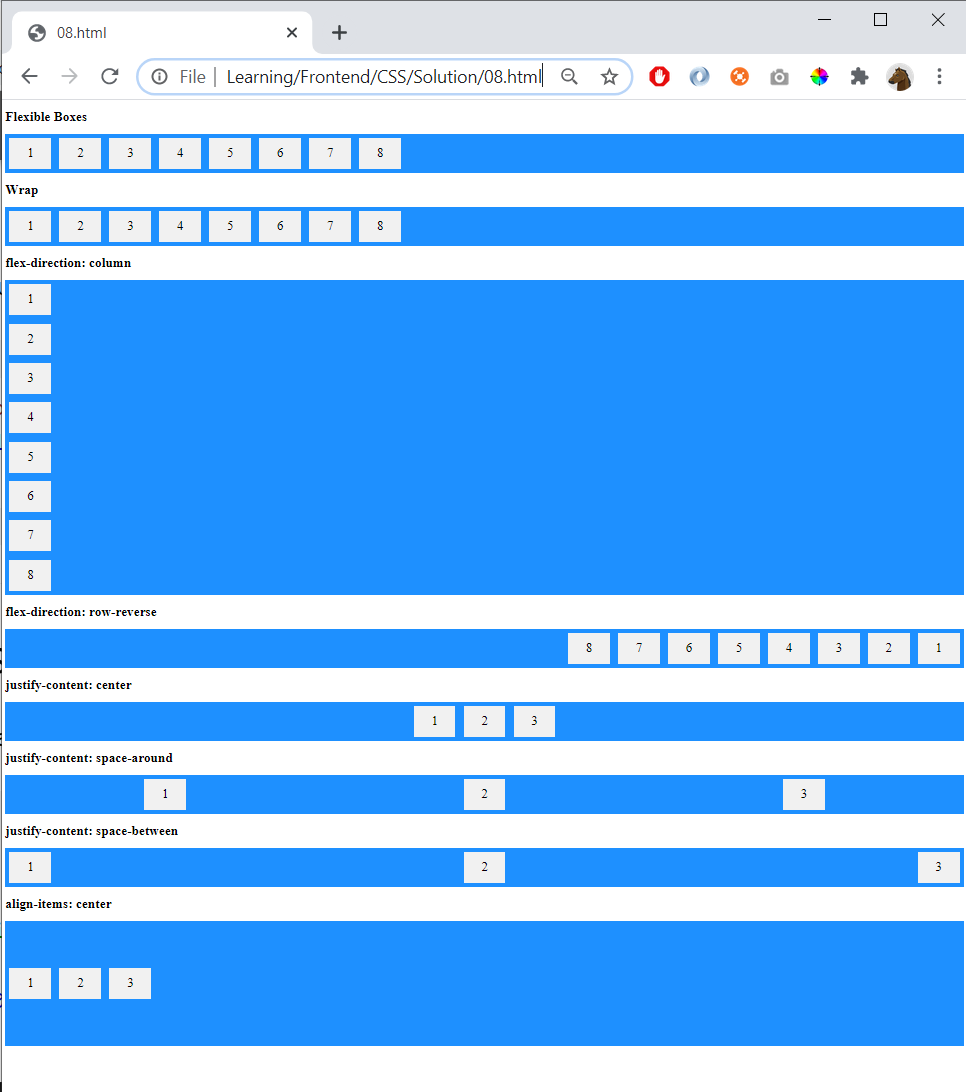 08.html
File | Learning/Frontend/CSS/Solution/08.html
Flexible Boxes
1 2 3 4 5 6 7 8
Wrap
1 2 3 4 5 6 7 8
flex-direction: column
1
2
3
4
5
6
7
8
flex-direction: row-reverse
8 7 6 5 4 3 2 1
justify-content: center
1 2 3
justify-content: space-around
1 2 3
justify-content: space-between
1 2 3
align-items: center
1 2 3